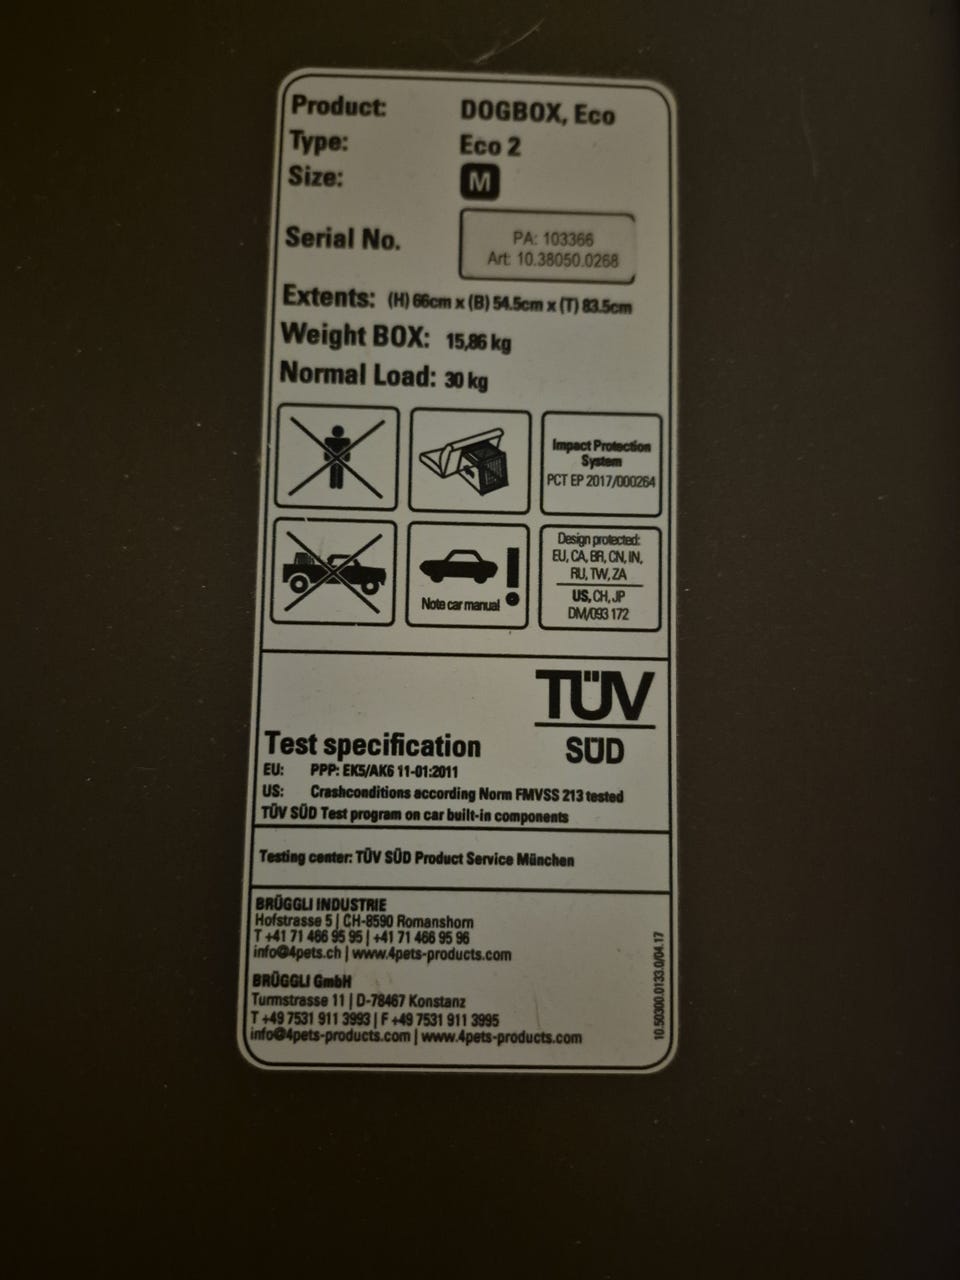 Product: DOGBOX, Eco
Type: Eco 2
Size: M
Serial No. PA: 103366
Art: 10.38050.0268
Extents: (H) 66cm x (B) 54.5cm x (T) 83.5cm
Weight BOX: 15,86 kg
Normal Load: 30 kg
Impact Protection
System
PCT EP 2017/000264
Note car manual !
Design protected:
EU, CA, BR, CN, IN,
RU, TW, ZA
US, CH, JP
DM/093 172
TÜV
SÜD
Test specification
EU: PPP: EK5/AK6 11-01:2011
US: Crashconditions according Norm FMVSS 213 tested
TÜV SÜD Test program on car built-in components
Testing center: TÜV SÜD Product Service München
BRÜGGLI INDUSTRIE
Hofstrasse 5 | CH-8590 Romanshorn
T +41 71 466 95 95 | +41 71 466 95 96
info@4pets.ch | www.4pets-products.com
BRÜGGLI GmbH
Turmstrasse 11 | D-78467 Konstanz
T +49 7531 911 3993 | F +49 7531 911 3995
info@4pets-products.com | www.4pets-products.com
10.50300.0133.0/04.17